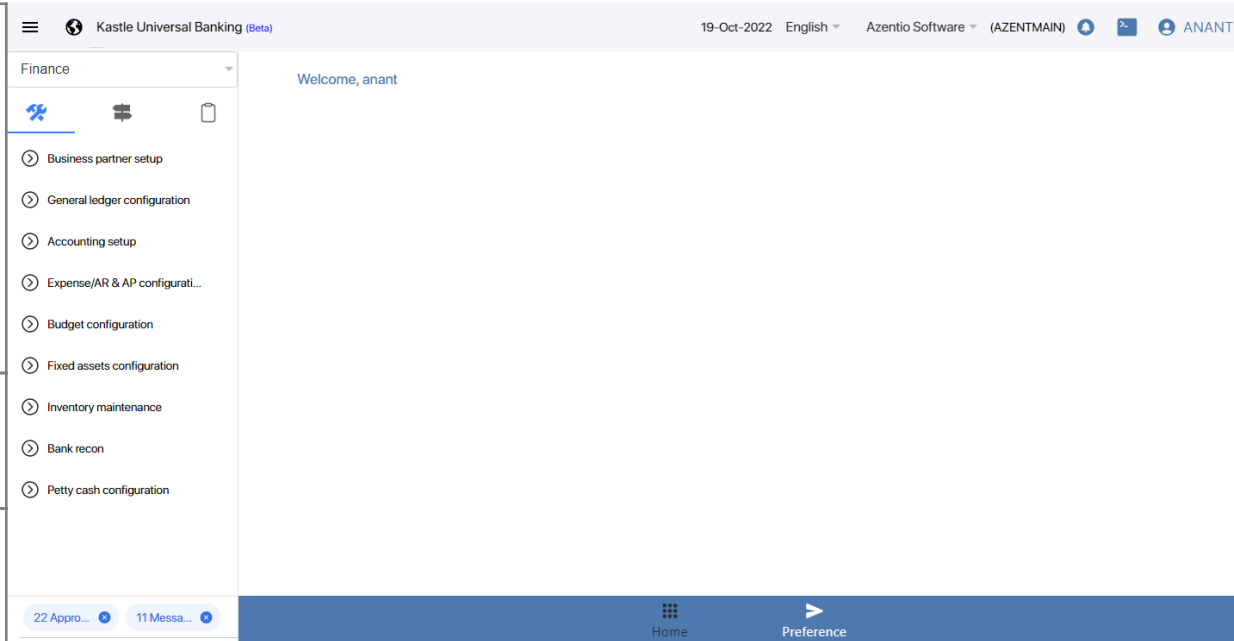 Kastle Universal Banking (Beta)
19-Oct-2022 English Azentio Software (AZENTMAIN) ANANT
Finance
Welcome, anant
Business partner setup
General ledger configuration
Accounting setup
Expense/AR & AP configurati...
Budget configuration
Fixed assets configuration
Inventory maintenance
Bank recon
Petty cash configuration
22 Appro... 11 Messa...
Home Preference